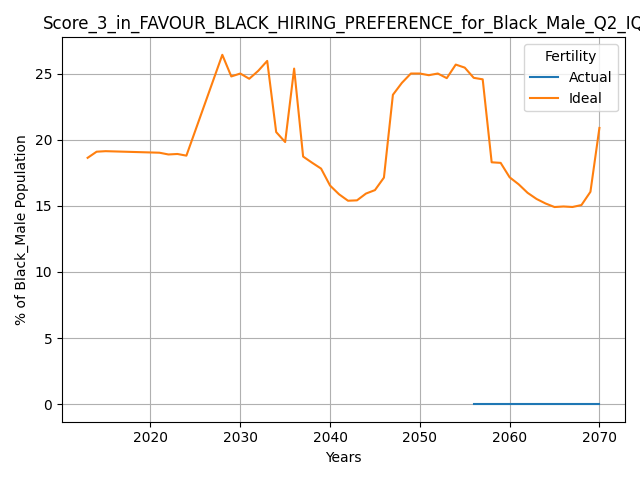 Score_3_in_FAVOUR_BLACK_HIRING_PREFERENCE_for_Black_Male_Q2_IQ
Fertility
Actual
Ideal
% of Black_Male Population
25
20
15
10
5
0
2020 2030 2040 2050 2060 2070
Years